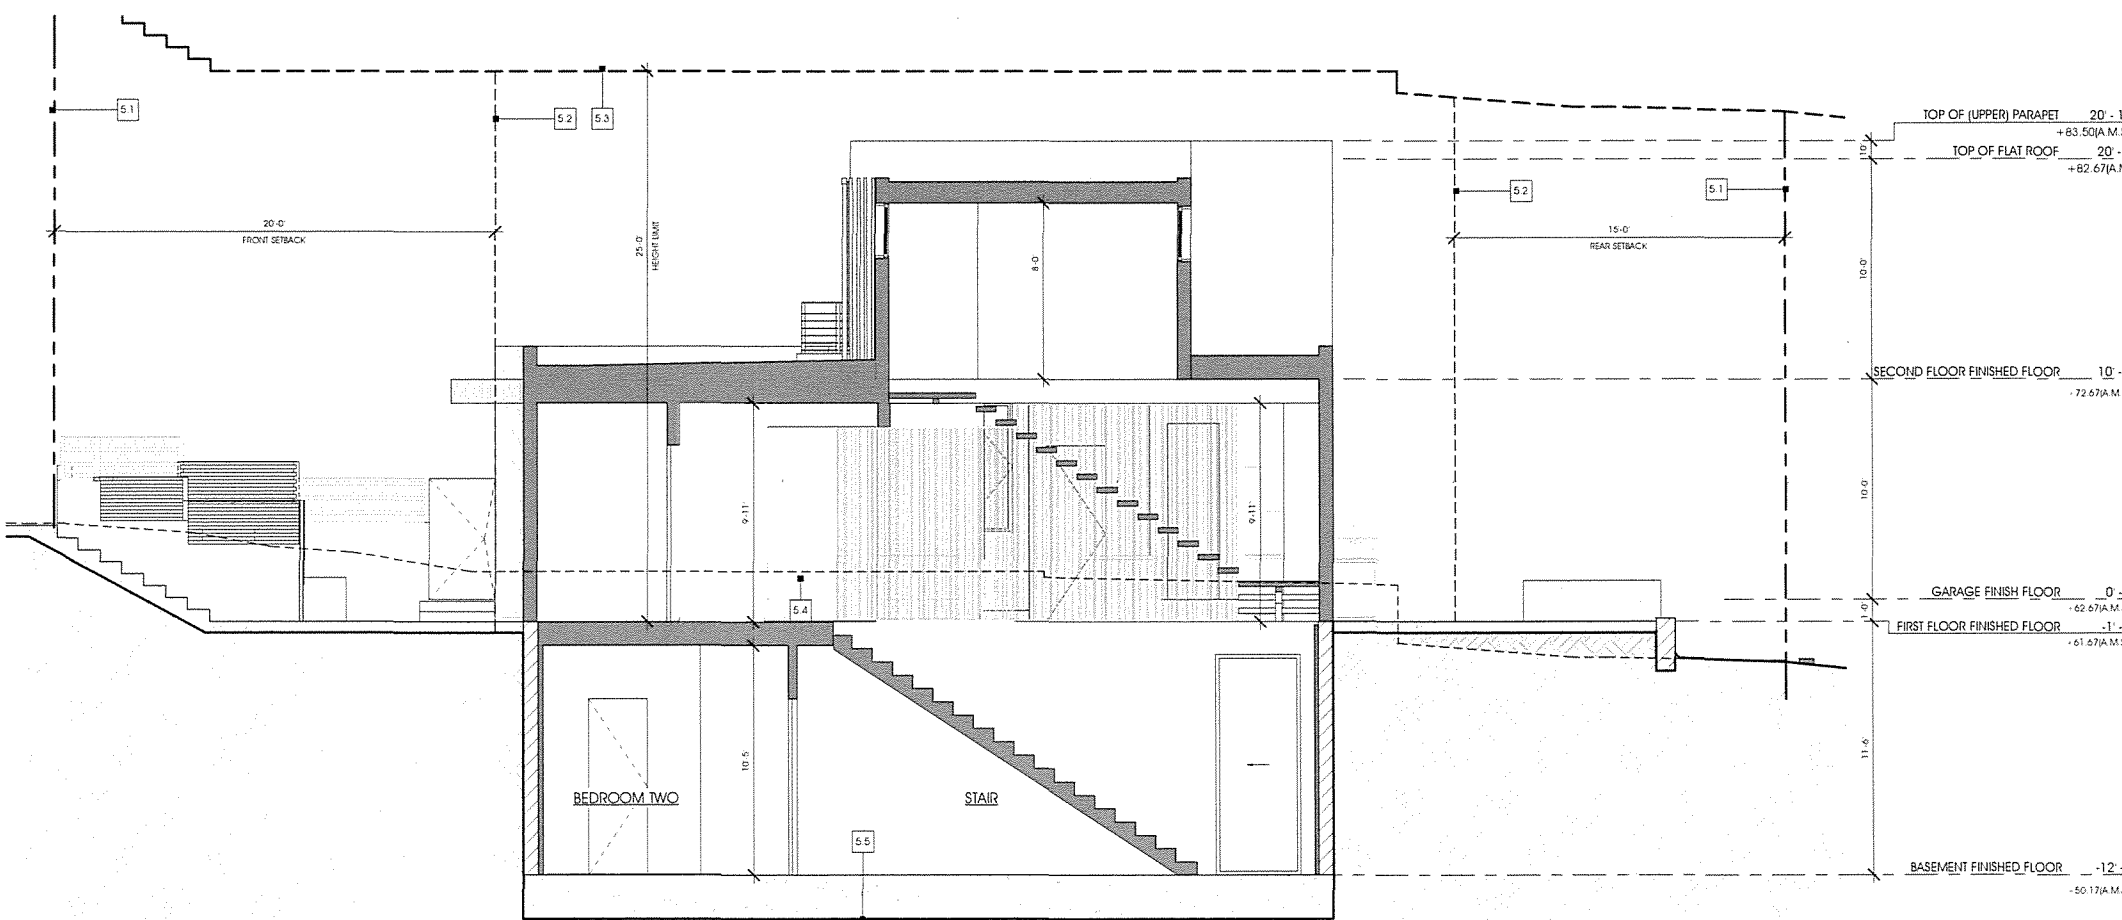 5.1
5.2
5.3
TOP OF (UPPER) PARAPET 20' - 1
+83.50(A.M.
10"
TOP OF FLAT ROOF 20' -
+82.67(A.M
5.2
5.1
20'-0"
FRONT SETBACK
25'-0"
HEIGHT LIMIT
8'-0"
15'-0"
REAR SETBACK
10'-0"
SECOND FLOOR FINISHED FLOOR 10' -
+72.67(A.M.
9'-11"
9'-11"
10'-0"
5.4
GARAGE FINISH FLOOR 0' -
+62.67(A.M.
FIRST FLOOR FINISHED FLOOR -1' -
+61.67(A.M.
10'-5"
BEDROOM TWO
STAIR
11'-6"
5.5
BASEMENT FINISHED FLOOR -12' -
+50.17(A.M.